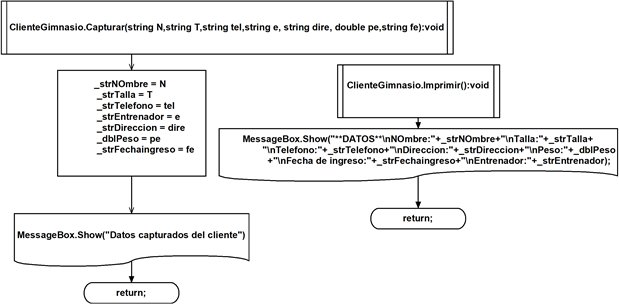 ClienteGimnasio.Capturar(string N,string T,string tel,string e, string dire, double pe,string fe):void
_strNOmbre = N
_strTalla = T
_strTelefono = tel
_strEntrenador = e
_strDireccion = dire
_dblPeso = pe
_strFechaingreso = fe
MessageBox.Show("Datos capturados del cliente")
return;
ClienteGimnasio.Imprimir():void
MessageBox.Show("**DATOS**\nNOmbre:"+_strNOmbre+"\nTalla:"+_strTalla+
"\nTelefono:"+_strTelefono+"\nDireccion:"+_strDireccion+"\nPeso:"+_dblPeso
+"\nFecha de ingreso:"+_strFechaingreso+"\nEntrenador:"+_strEntrenador);
return;